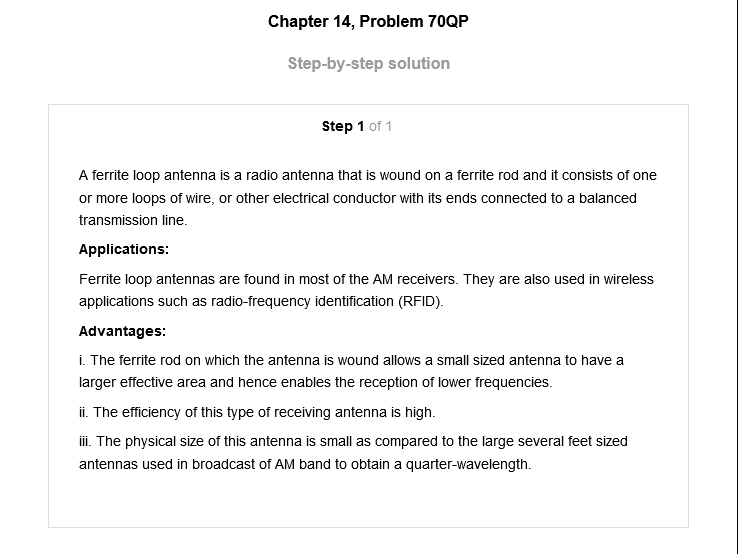 Chapter 14, Problem 70QP
Step-by-step solution
Step 1 of 1
A ferrite loop antenna is a radio antenna that is wound on a ferrite rod and it consists of one
or more loops of wire, or other electrical conductor with its ends connected to a balanced
transmission line.
Applications:
Ferrite loop antennas are found in most of the AM receivers. They are also used in wireless
applications such as radio-frequency identification (RFID).
Advantages:
i. The ferrite rod on which the antenna is wound allows a small sized antenna to have a
larger effective area and hence enables the reception of lower frequencies.
ii. The efficiency of this type of receiving antenna is high.
iii. The physical size of this antenna is small as compared to the large several feet sized
antennas used in broadcast of AM band to obtain a quarter-wavelength.